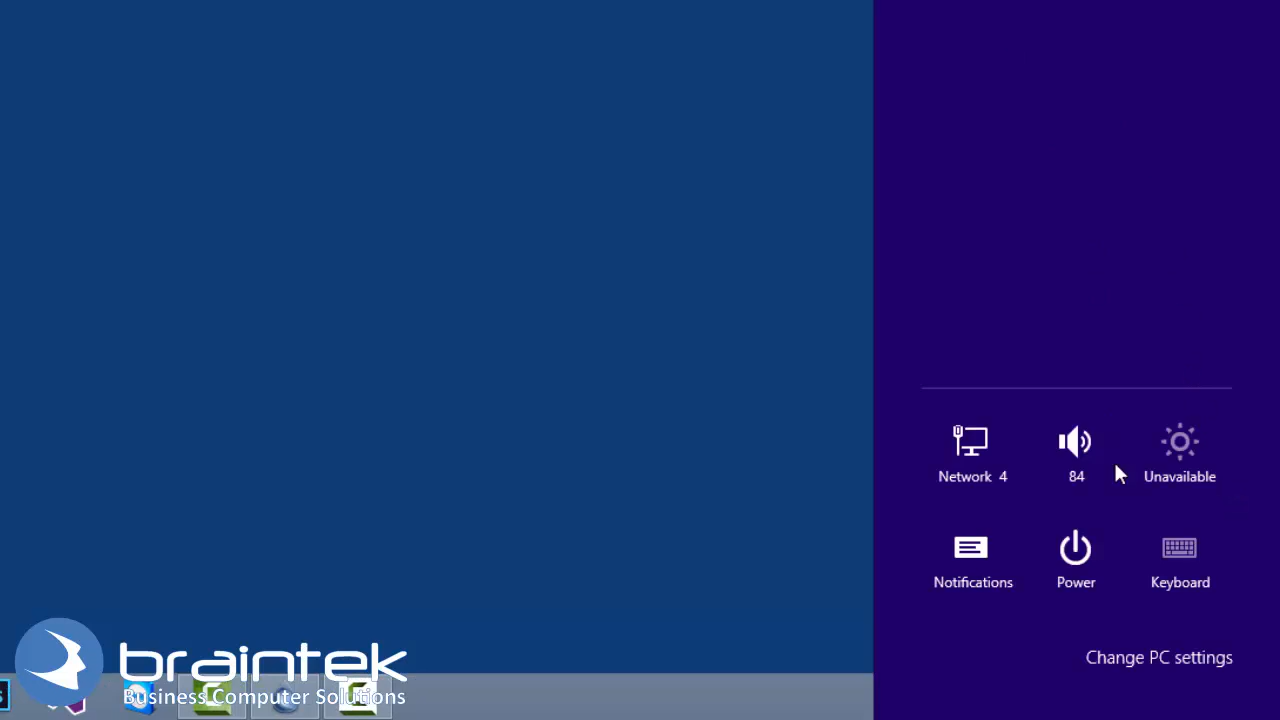 Network 4
84
Unavailable
Notifications
Power
Keyboard
Change PC settings
braintek
Business Computer Solutions